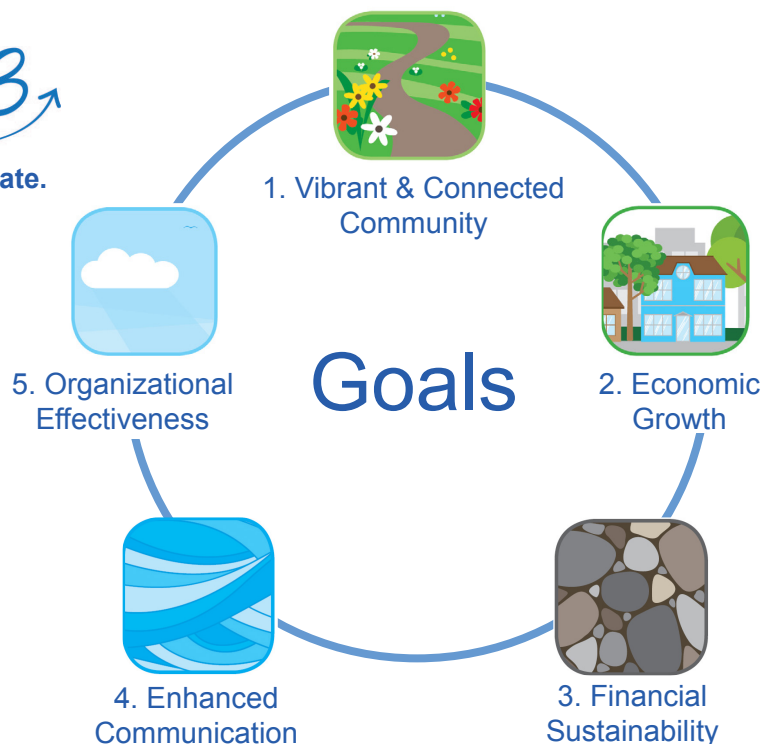 ate.
1. Vibrant & Connected
Community
5. Organizational
Effectiveness
Goals
2. Economic
Growth
4. Enhanced
Communication
3. Financial
Sustainability